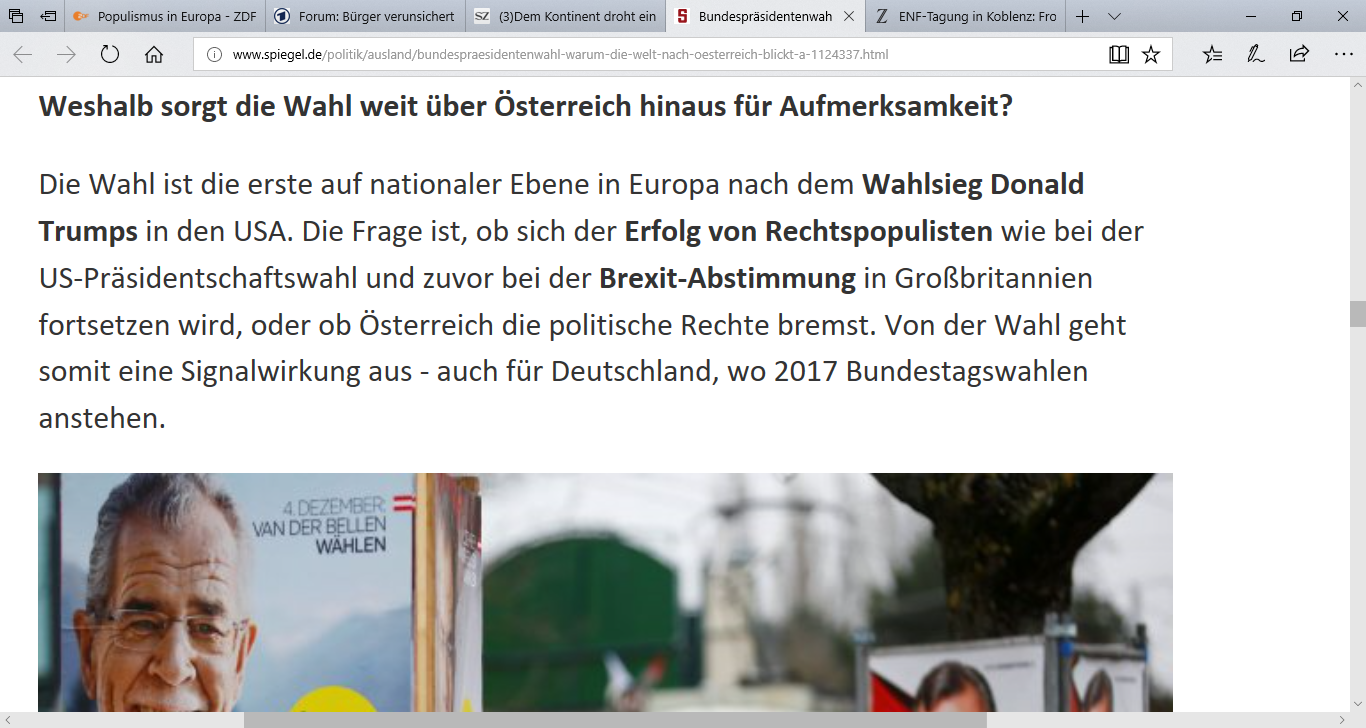 Populismus in Europa - ZDF
Forum: Bürger verunsichert
SZ (3)Dem Kontinent droht ein
Bundespräsidentenwah
ENF-Tagung in Koblenz: Fro
www.spiegel.de/politik/ausland/bundespraesidentenwahl-warum-die-welt-nach-oesterreich-blickt-a-1124337.html
Weshalb sorgt die Wahl weit über Österreich hinaus für Aufmerksamkeit?
Die Wahl ist die erste auf nationaler Ebene in Europa nach dem Wahlsieg Donald
Trumps in den USA. Die Frage ist, ob sich der Erfolg von Rechtspopulisten wie bei der
US-Präsidentschaftswahl und zuvor bei der Brexit-Abstimmung in Großbritannien
fortsetzen wird, oder ob Österreich die politische Rechte bremst. Von der Wahl geht
somit eine Signalwirkung aus - auch für Deutschland, wo 2017 Bundestagswahlen
anstehen.
4. DEZEMBER:
VAN DER BELLEN
WÄHLEN